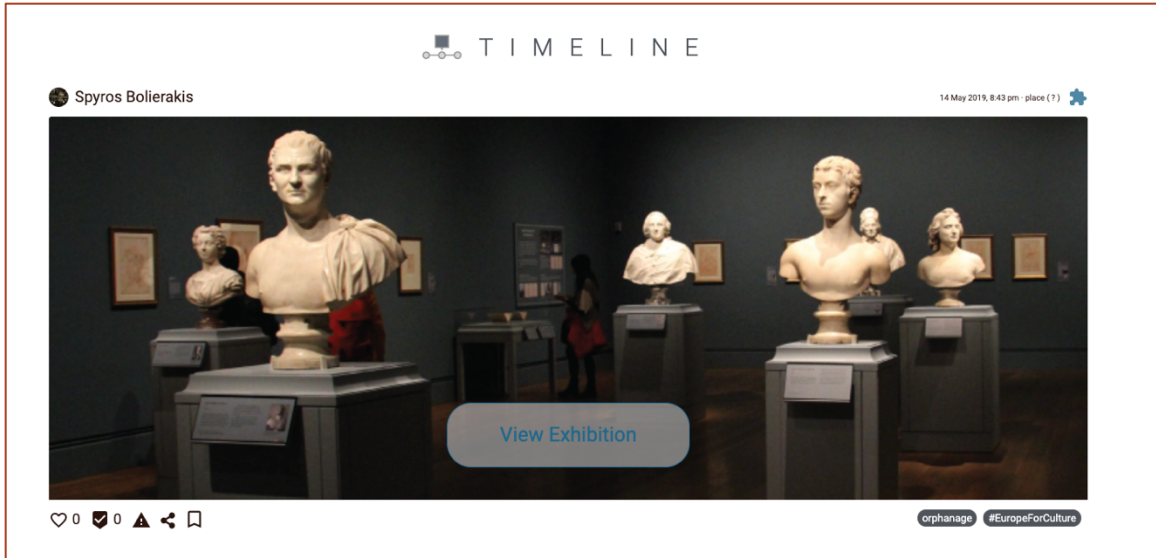 TIMELINE
Spyros Bolierakis
14 May 2019, 8:43 pm · place ( ? )
View Exhibition
0 0
orphanage #EuropeForCulture